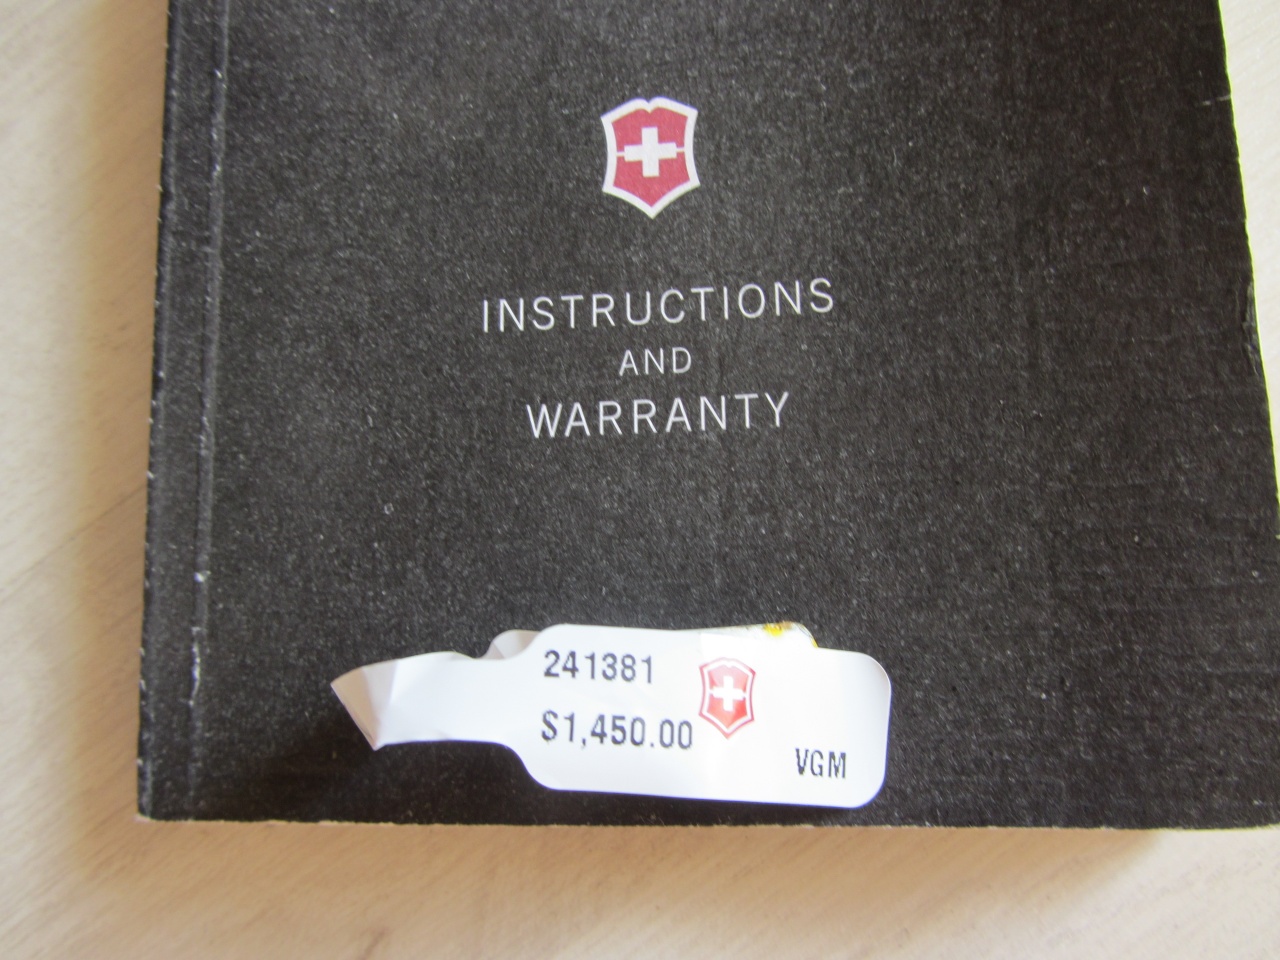 INSTRUCTIONS
AND
WARRANTY
241381
$1,450.00
VGM